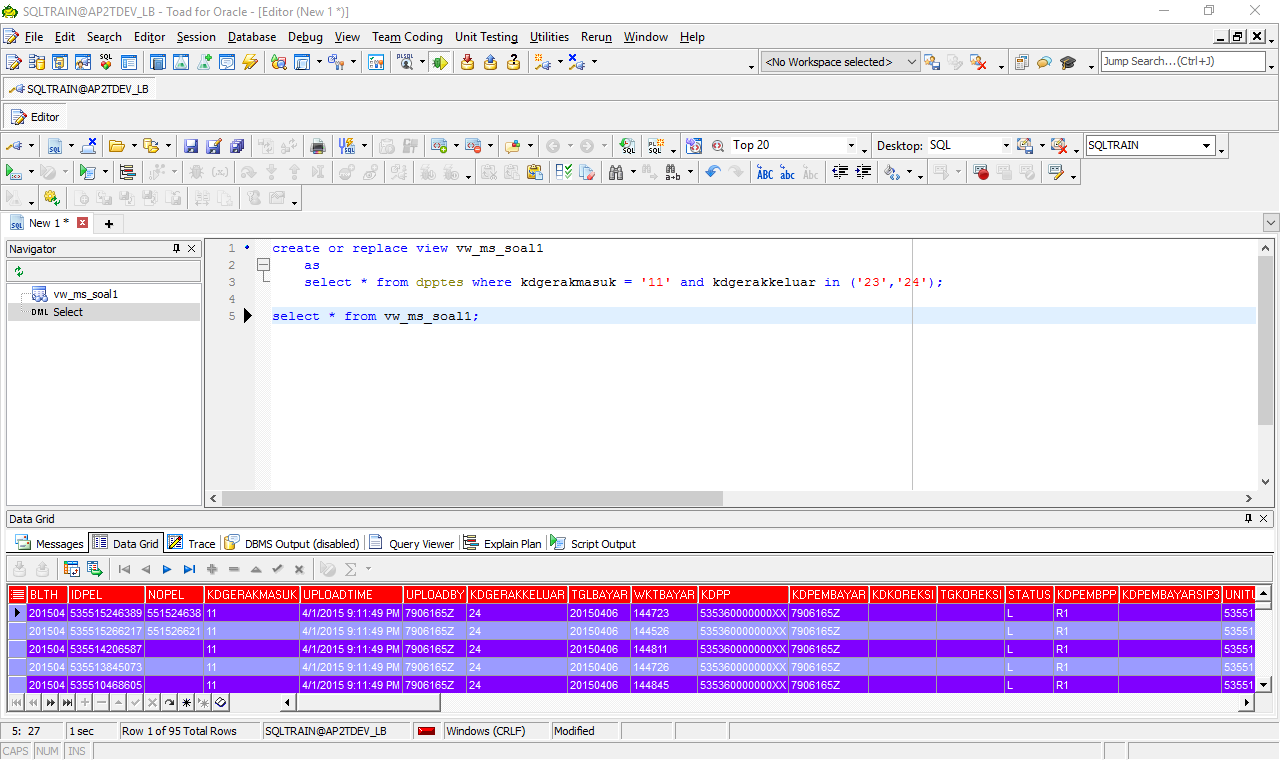 SQLTRAIN@AP2TDEV_LB - Toad for Oracle - [Editor (New 1 *)]
File Edit Search Editor Session Database Debug View Team Coding Unit Testing Utilities Rerun Window Help
<No Workspace selected> Jump Search...(Ctrl+J)
SQLTRAIN@AP2TDEV_LB
Editor
Top 20 Desktop: SQL SQLTRAIN
New 1 *
Navigator
vw_ms_soal1
DML Select
1 create or replace view vw_ms_soal1
2 as
3 select * from dpptes where kdgerakmasuk = '11' and kdgerakkeluar in ('23','24');
4
5 select * from vw_ms_soal1;
Data Grid
Messages Data Grid Trace DBMS Output (disabled) Query Viewer Explain Plan Script Output
BLTH IDPEL NOPEL KDGERAKMASUK UPLOADTIME UPLOADBY KDGERAKKELUAR TGLBAYAR WKTBAYAR KDPP KDPEMBAYAR KDKOREKSI TGKOREKSI STATUS KDPEMBPP KDPEMBAYARSIP3 UNITU
201504 535515246389 551524638 11 4/1/2015 9:11:49 PM 7906165Z 24 20150406 144723 535360000000XX 7906165Z L R1 53551
201504 535515266217 551526621 11 4/1/2015 9:11:49 PM 7906165Z 24 20150406 144526 535360000000XX 7906165Z L R1 53551
201504 535514206587 11 4/1/2015 9:11:49 PM 7906165Z 24 20150406 144811 535360000000XX 7906165Z L R1 53551
201504 535513845073 11 4/1/2015 9:11:49 PM 7906165Z 24 20150406 144726 535360000000XX 7906165Z L R1 53551
201504 535510468605 11 4/1/2015 9:11:49 PM 7906165Z 24 20150406 144845 535360000000XX 7906165Z L R1 53551
5: 27 1 sec Row 1 of 95 Total Rows SQLTRAIN@AP2TDEV_LB Windows (CRLF) Modified
CAPS NUM INS